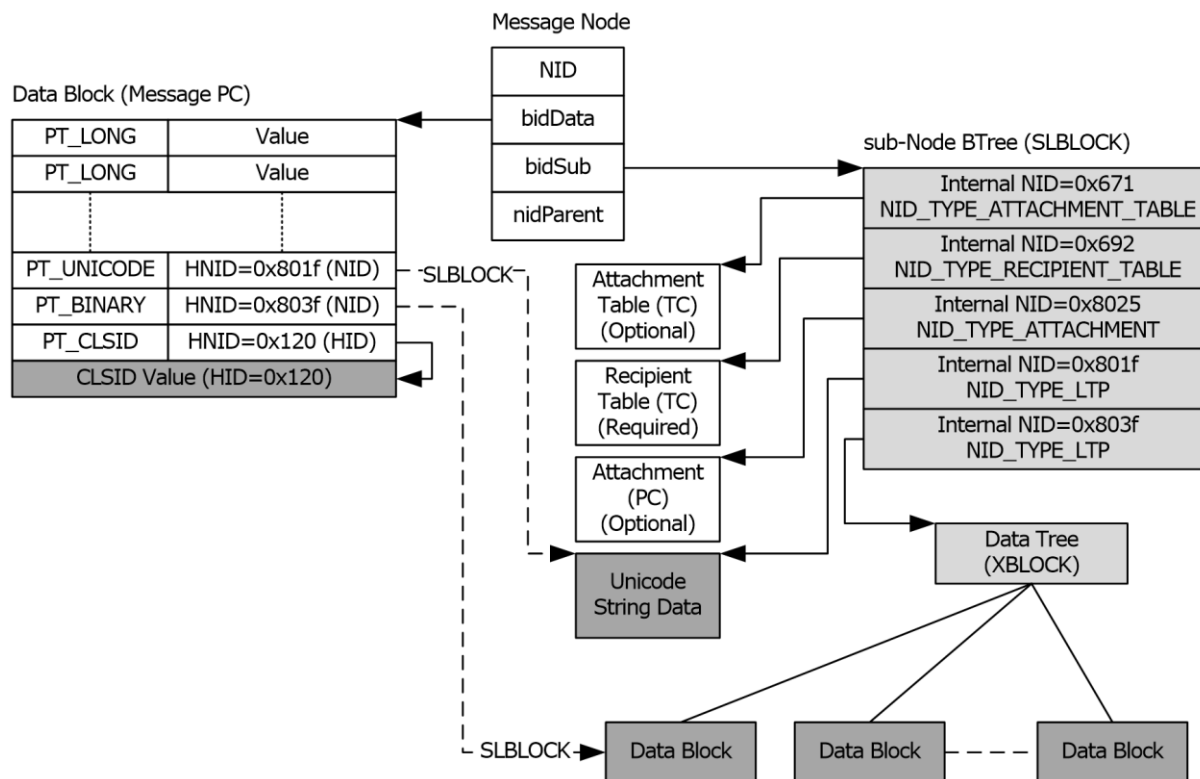 Message Node
NID
bidData
bidSub
nidParent
Data Block (Message PC)
PT_LONG Value
PT_LONG Value
PT_UNICODE HNID=0x801f (NID)
PT_BINARY HNID=0x803f (NID)
PT_CLSID HNID=0x120 (HID)
CLSID Value (HID=0x120)
SLBLOCK
sub-Node BTree (SLBLOCK)
Internal NID=0x671
NID_TYPE_ATTACHMENT_TABLE
Internal NID=0x692
NID_TYPE_RECIPIENT_TABLE
Internal NID=0x8025
NID_TYPE_ATTACHMENT
Internal NID=0x801f
NID_TYPE_LTP
Internal NID=0x803f
NID_TYPE_LTP
Attachment
Table (TC)
(Optional)
Recipient
Table (TC)
(Required)
Attachment
(PC)
(Optional)
Unicode
String Data
Data Tree
(XBLOCK)
SLBLOCK
Data Block
Data Block
Data Block